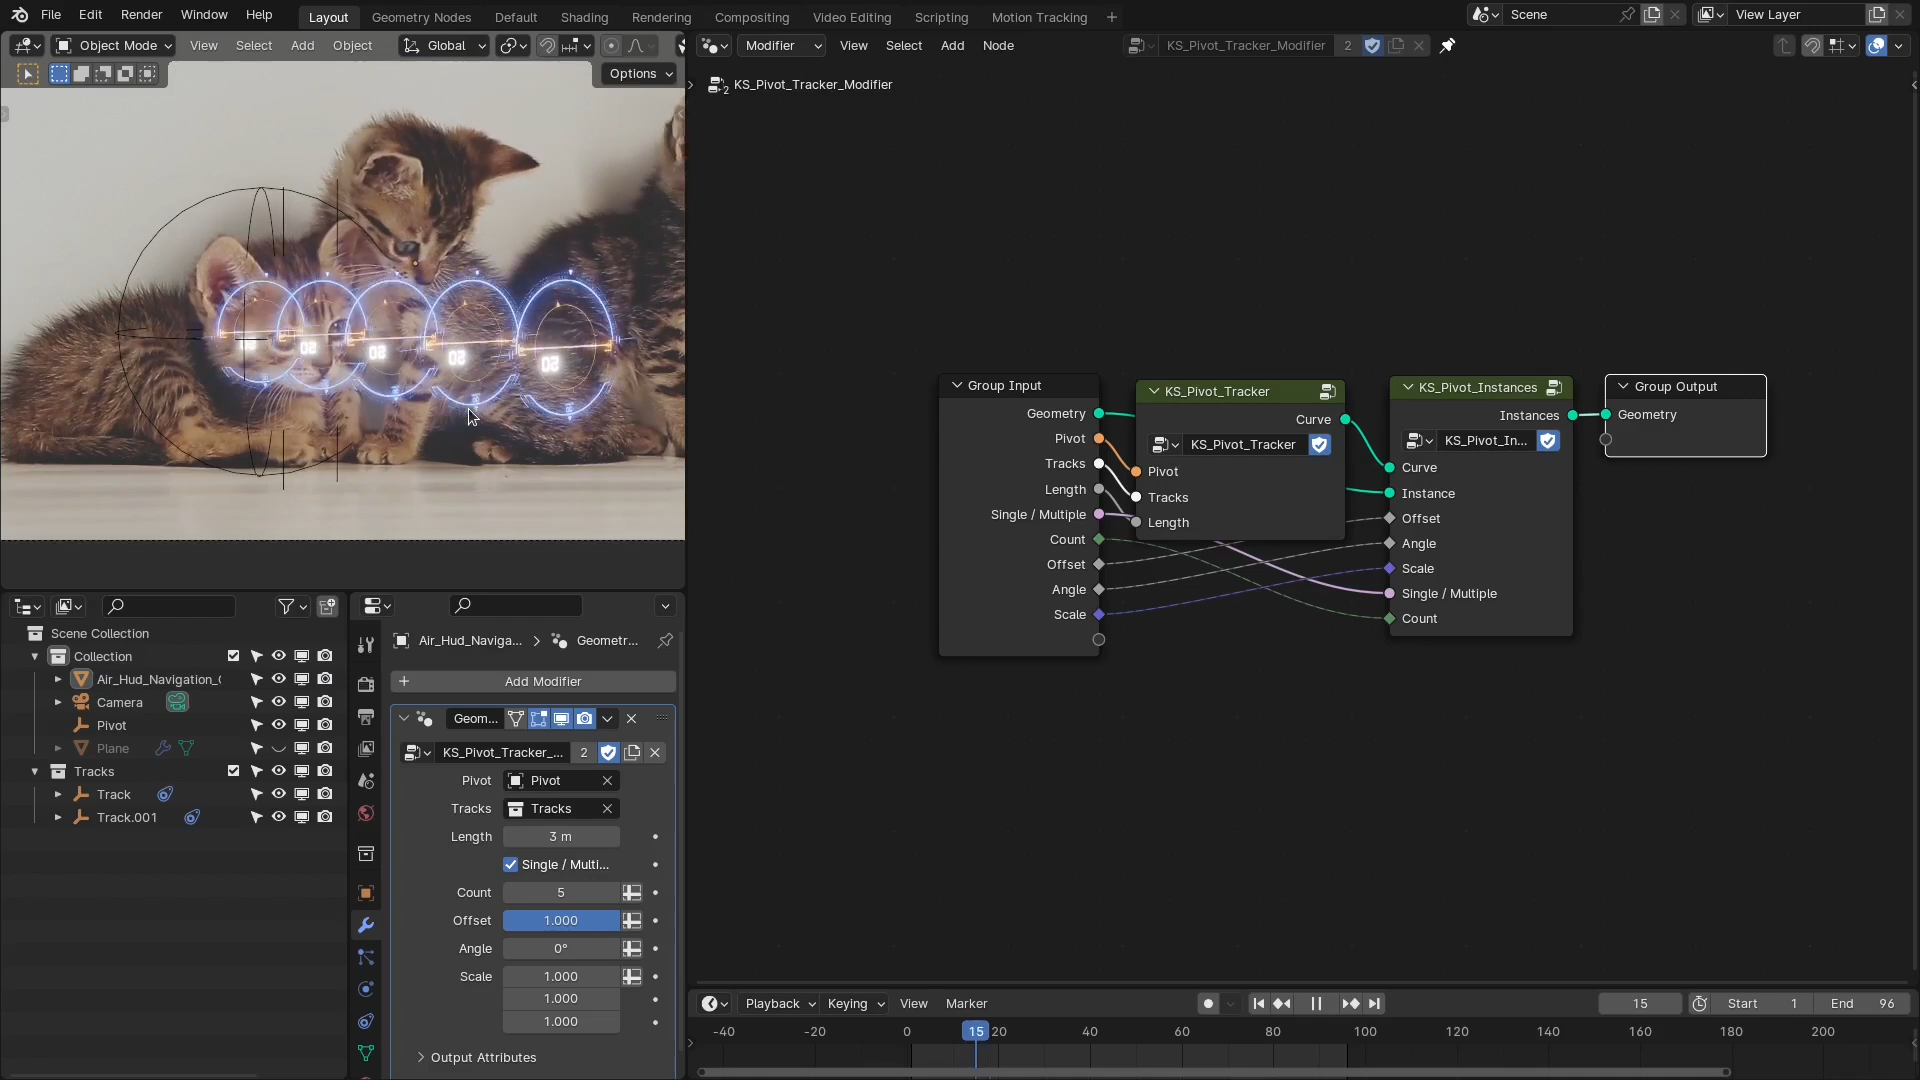 File Edit Render Window Help
Layout Geometry Nodes Default Shading Rendering Compositing Video Editing Scripting Motion Tracking
Scene
View Layer
Object Mode View Select Add Object Global
Options
Modifier View Select Add Node
KS_Pivot_Tracker_Modifier 2
2 KS_Pivot_Tracker_Modifier
Group Input
Geometry
Pivot
Tracks
Length
Single / Multiple
Count
Offset
Angle
Scale
KS_Pivot_Tracker
Curve
KS_Pivot_Tracker
Pivot
Tracks
Length
KS_Pivot_Instances
Instances
KS_Pivot_In...
Curve
Instance
Offset
Angle
Scale
Single / Multiple
Count
Group Output
Geometry
Scene Collection
Collection
Air_Hud_Navigation_
Camera
Pivot
Plane
Tracks
Track
Track.001
Air_Hud_Naviga... Geometr...
Add Modifier
Geom...
KS_Pivot_Tracker_... 2
Pivot Pivot
Tracks Tracks
Length 3 m
Single / Multi...
Count 5
Offset 1.000
Angle 0°
Scale 1.000
1.000
1.000
Output Attributes
Playback Keying View Marker
15 Start 1 End 96
-40 -20 0 15 20 40 60 80 100 120 140 160 180 200